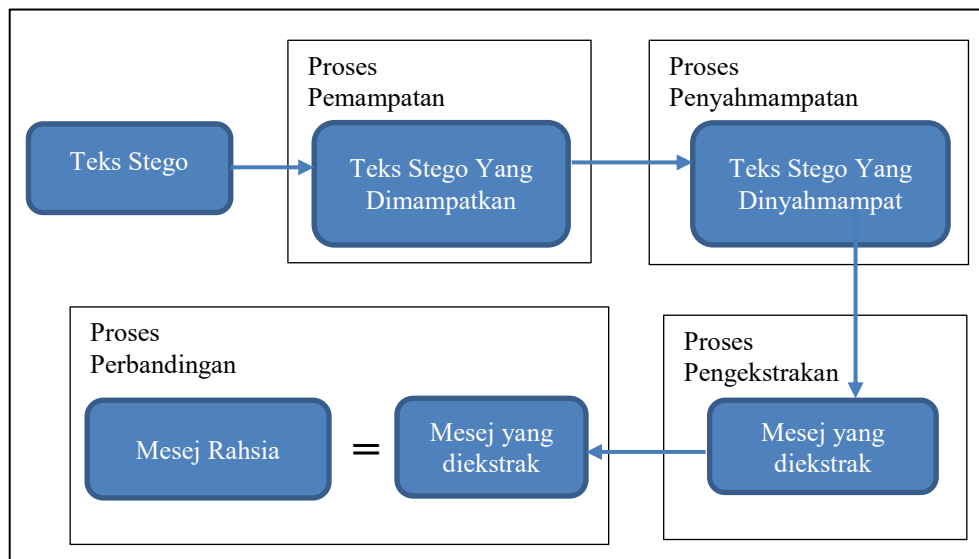 Proses
Pemampatan
Proses
Penyahmampatan
Teks Stego
Teks Stego Yang
Dimampatkan
Teks Stego Yang
Dinyahmampat
Proses
Perbandingan
Proses
Pengekstrakan
Mesej Rahsia
=
Mesej yang
diekstrak
Mesej yang
diekstrak